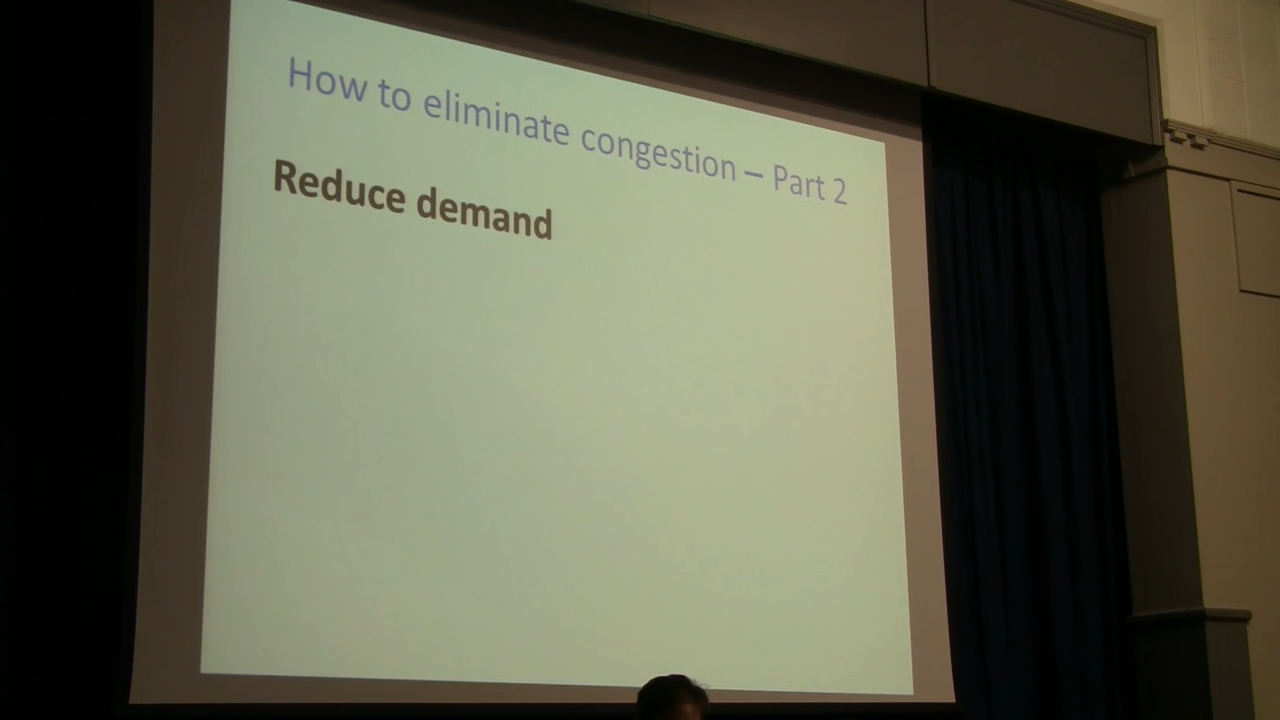 How to eliminate congestion – Part 2
Reduce demand